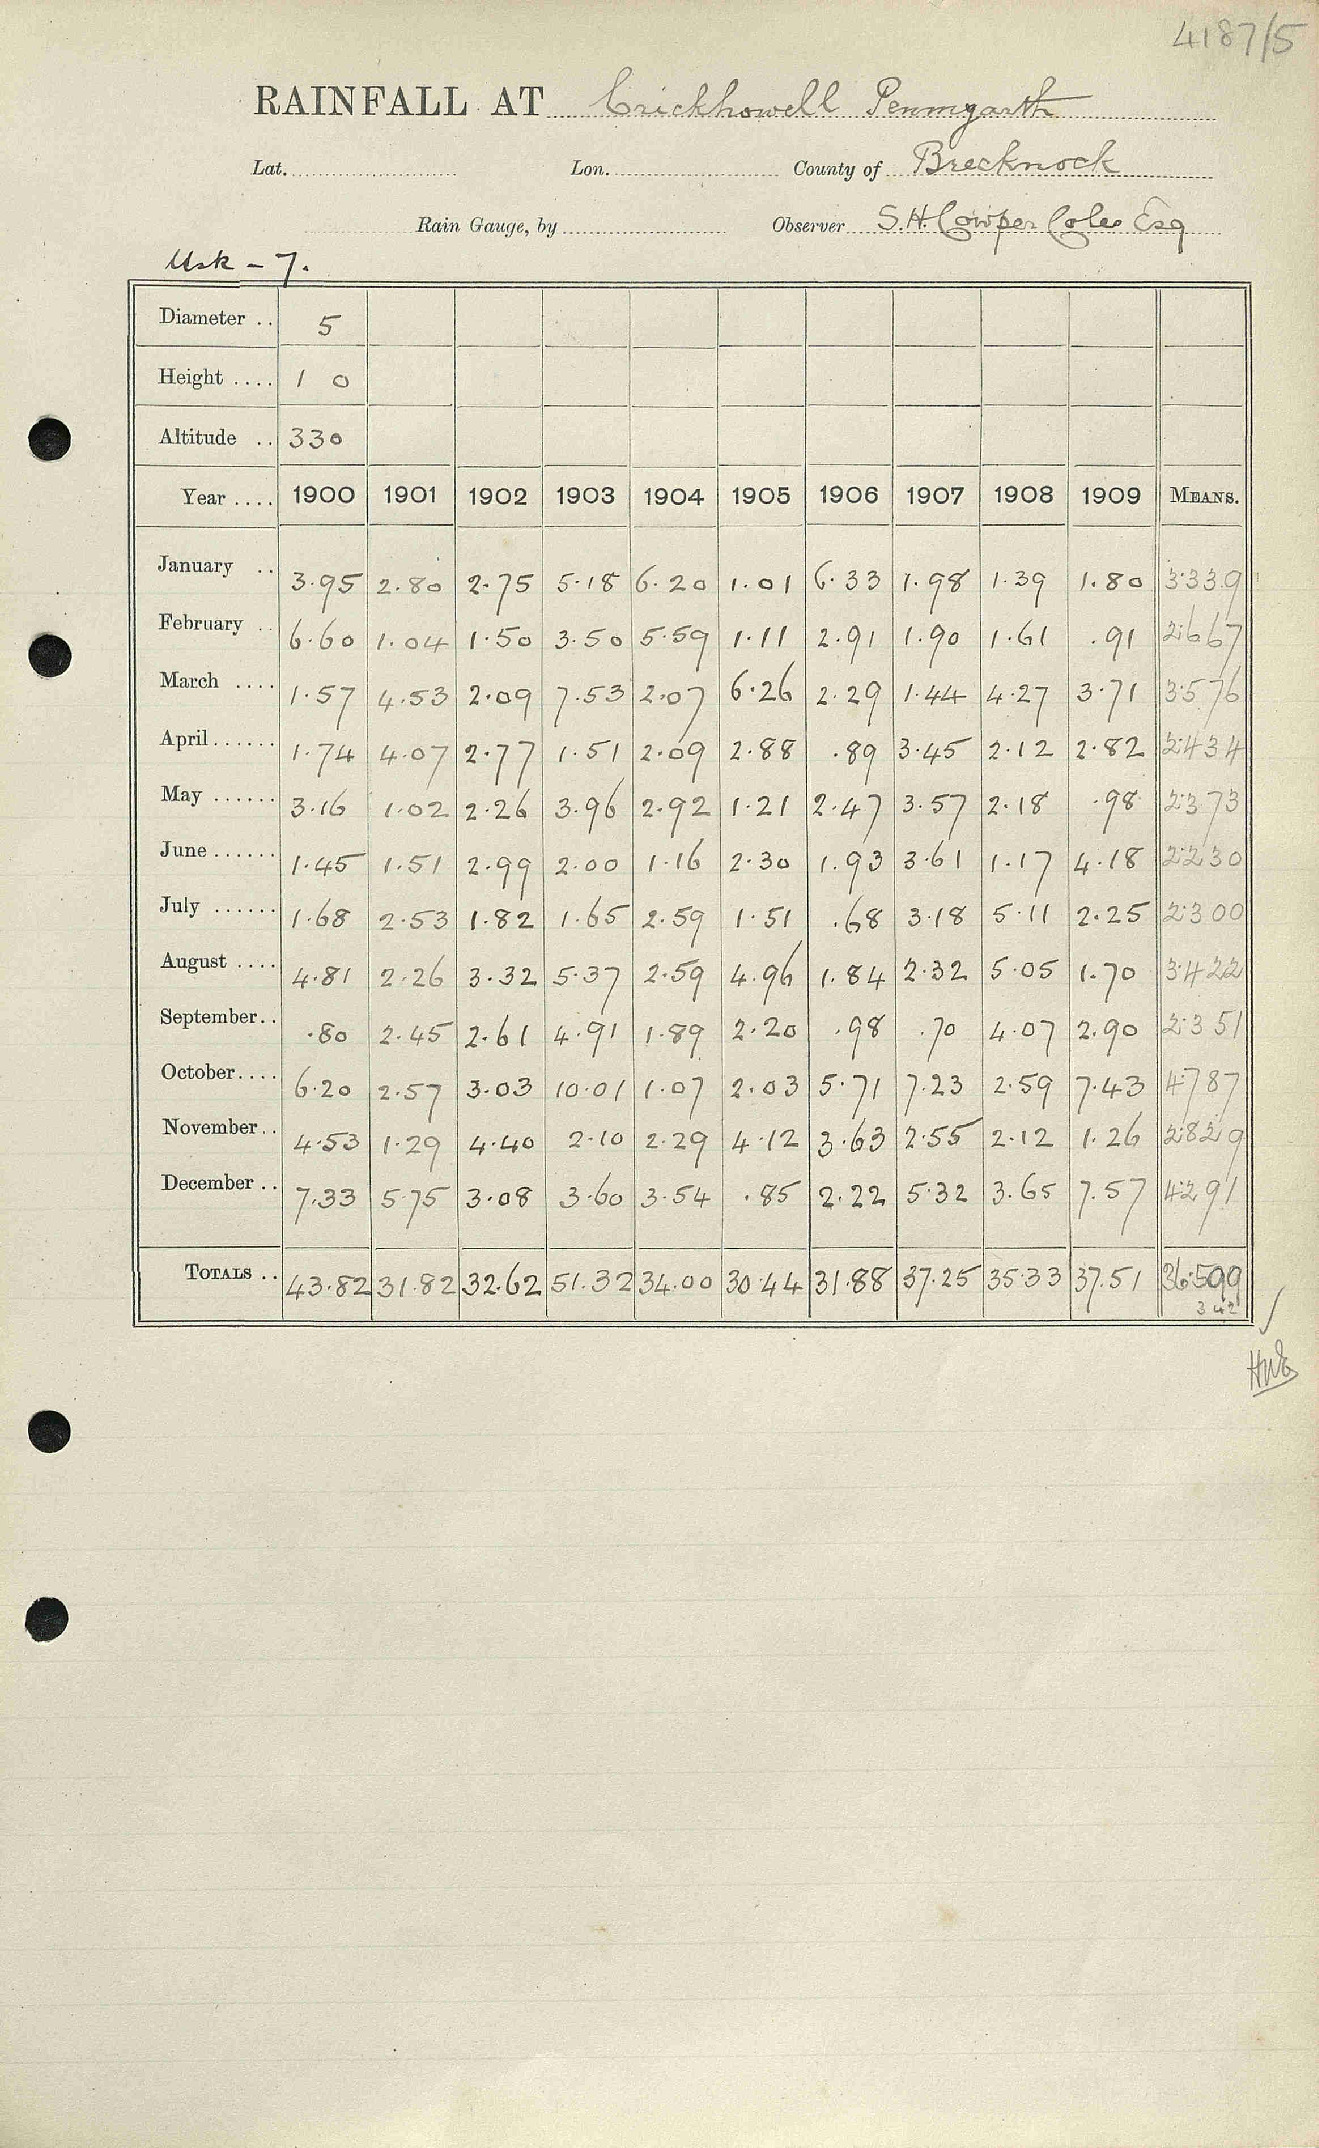 4187/5
RAINFALL AT Crickhowell Penmyarth
Lat. Lon. County of Brecknock
Rain Gauge, by Observer S.H. Cowper Coles Esq
Usk - 7.
Diameter .. 5
Height .... 1 0
Altitude .. 330
Year .... 1900 1901 1902 1903 1904 1905 1906 1907 1908 1909 MEANS.
January .. 3.95 2.80 2.75 5.18 6.20 1.01 6.33 1.98 1.39 1.80 3.339
February .. 6.60 1.04 1.50 3.50 5.59 1.11 2.91 1.90 1.61 .91 2.667
March .... 1.57 4.53 2.09 7.53 2.07 6.26 2.29 1.44 4.27 3.71 3.576
April...... 1.74 4.07 2.77 1.51 2.09 2.88 .89 3.45 2.12 2.82 2.434
May ...... 3.16 1.02 2.26 3.96 2.92 1.21 2.47 3.57 2.18 .98 2.373
June...... 1.45 1.51 2.99 2.00 1.16 2.30 1.93 3.61 1.17 4.18 2.230
July ...... 1.68 2.53 1.82 1.65 2.59 1.51 .68 3.18 5.11 2.25 2.300
August .... 4.81 2.26 3.32 5.37 2.59 4.96 1.84 2.32 5.05 1.70 3.422
September.. .80 2.45 2.61 4.91 1.89 2.20 .98 .70 4.07 2.90 2.351
October.... 6.20 2.57 3.03 10.01 1.07 2.03 5.71 7.23 2.59 7.43 4.787
November.. 4.53 1.29 4.40 2.10 2.29 4.12 3.63 2.55 2.12 1.26 2.829
December .. 7.33 5.75 3.08 3.60 3.54 .85 2.22 5.32 3.65 7.57 4.291
TOTALS .. 43.82 31.82 32.62 51.32 34.00 30.44 31.88 37.25 35.33 37.51 36.599
342